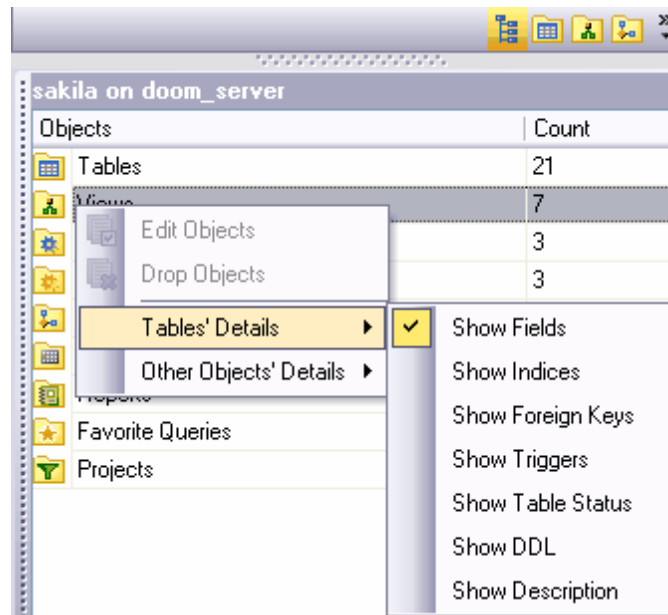 sakila on doom_server
Objects Count
Tables 21
Views 7
Edit Objects 3
Drop Objects 3
Tables' Details Show Fields
Other Objects' Details Show Indices
Reports Show Foreign Keys
Favorite Queries Show Triggers
Projects Show Table Status
Show DDL
Show Description